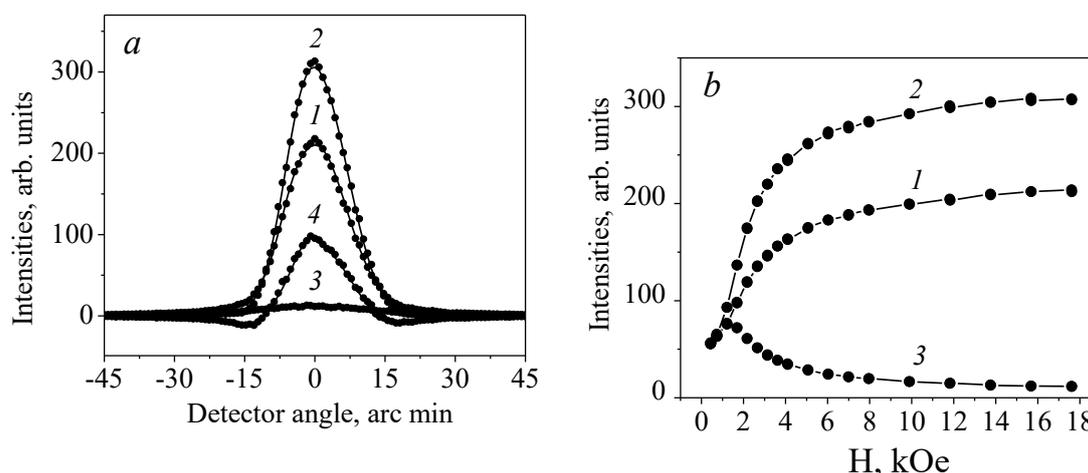 a
Intensities, arb. units
300
200
100
0
2
1
4
3
-45 -30 -15 0 15 30 45
Detector angle, arc min
b
Intensities, arb. units
300
200
100
0
2
1
3
0 2 4 6 8 10 12 14 16 18
H, kOe